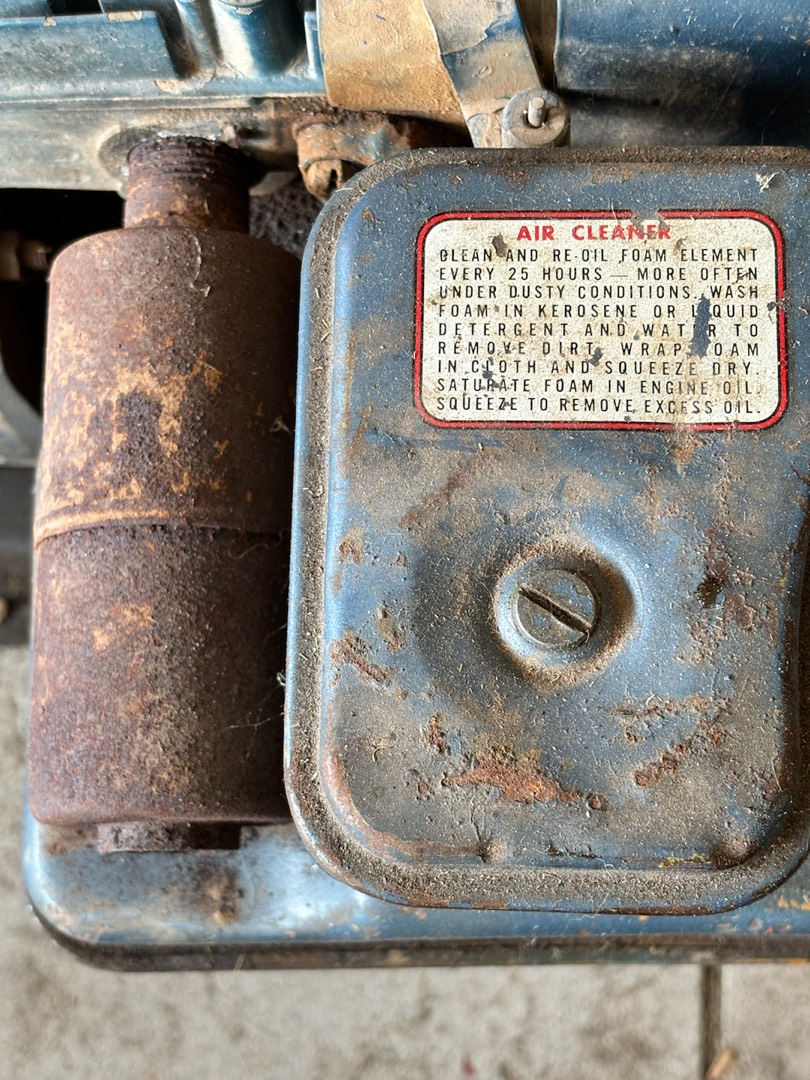 AIR CLEANER
CLEAN AND RE-OIL FOAM ELEMENT
EVERY 25 HOURS — MORE OFTEN
UNDER DUSTY CONDITIONS. WASH
FOAM IN KEROSENE OR LIQUID
DETERGENT AND WATER TO
REMOVE DIRT. WRAP FOAM
IN CLOTH AND SQUEEZE DRY.
SATURATE FOAM IN ENGINE OIL.
SQUEEZE TO REMOVE EXCESS OIL.